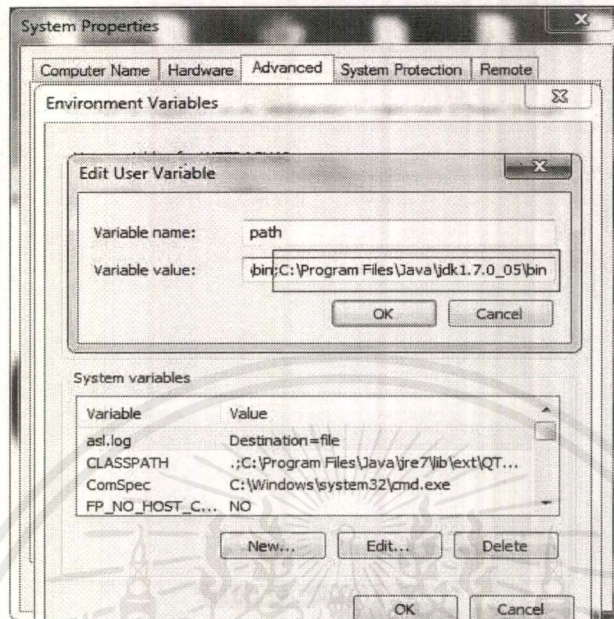 System Properties
Computer Name Hardware Advanced System Protection Remote
Environment Variables
Edit User Variable
Variable name: path
Variable value: bin;C:\Program Files\Java\jdk1.7.0_05\bin
OK Cancel
System variables
Variable Value
asl.log Destination=file
CLASSPATH .;C:\Program Files\Java\jre7\lib\ext\QT...
ComSpec C:\Windows\system32\cmd.exe
FP_NO_HOST_C... NO
New... Edit... Delete
OK Cancel